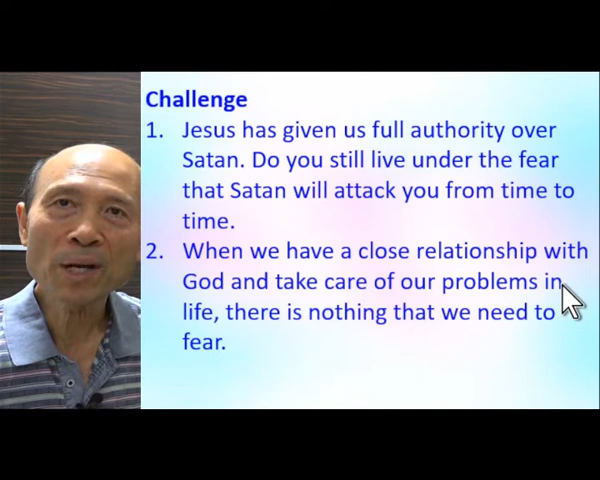 Challenge
1. Jesus has given us full authority over
Satan. Do you still live under the fear
that Satan will attack you from time to
time.
2. When we have a close relationship with
God and take care of our problems in
life, there is nothing that we need to
fear.